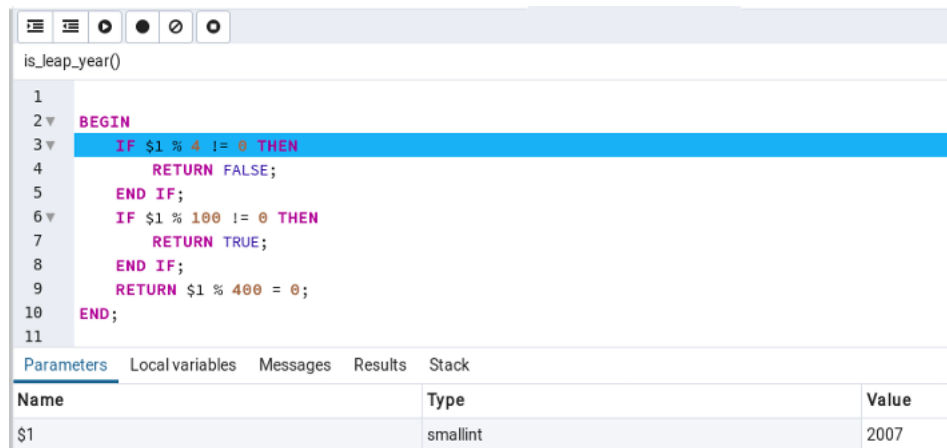 is_leap_year()
1
2 BEGIN
3 IF $1 % 4 != 0 THEN
4 RETURN FALSE;
5 END IF;
6 IF $1 % 100 != 0 THEN
7 RETURN TRUE;
8 END IF;
9 RETURN $1 % 400 = 0;
10 END;
11
Parameters Local variables Messages Results Stack
Name Type Value
$1 smallint 2007